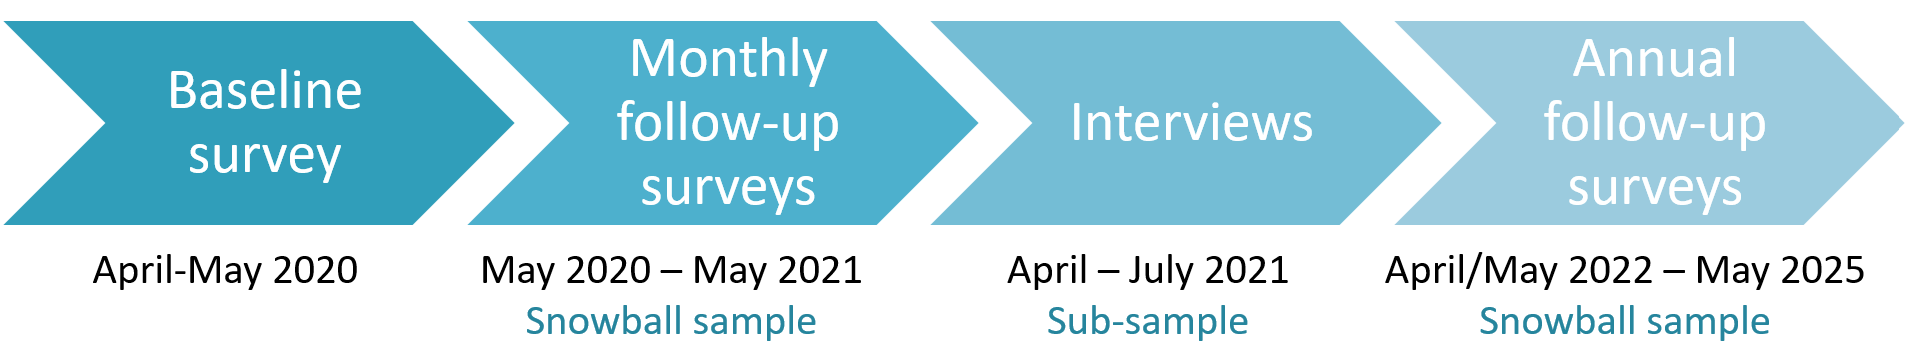 Baseline
survey
April-May 2020
Monthly
follow-up
surveys
May 2020 – May 2021
Snowball sample
Interviews
April – July 2021
Sub-sample
Annual
follow-up
surveys
April/May 2022 – May 2025
Snowball sample